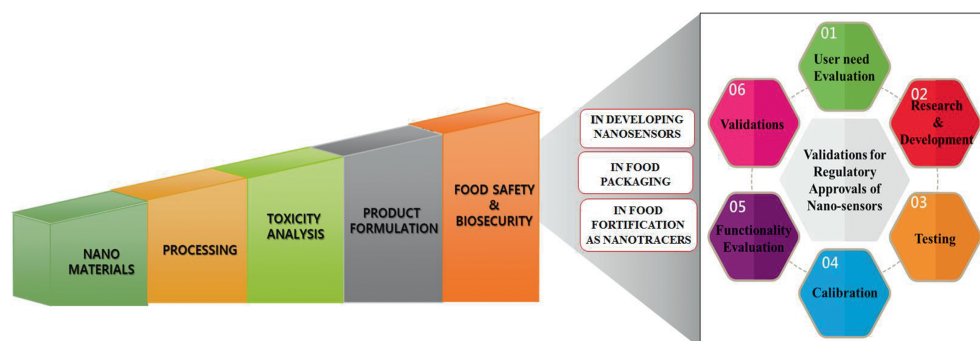 NANO
MATERIALS
PROCESSING
TOXICITY
ANALYSIS
PRODUCT
FORMULATION
FOOD SAFETY
&
BIOSECURITY
IN DEVELOPING
NANOSENSORS
IN FOOD
PACKAGING
IN FOOD
FORTIFICATION
AS NANOTRACERS
01
User need
Evaluation
02
Research
&
Development
03
Testing
04
Calibration
05
Functionality
Evaluation
06
Validations
Validations for
Regulatory
Approvals of
Nano-sensors